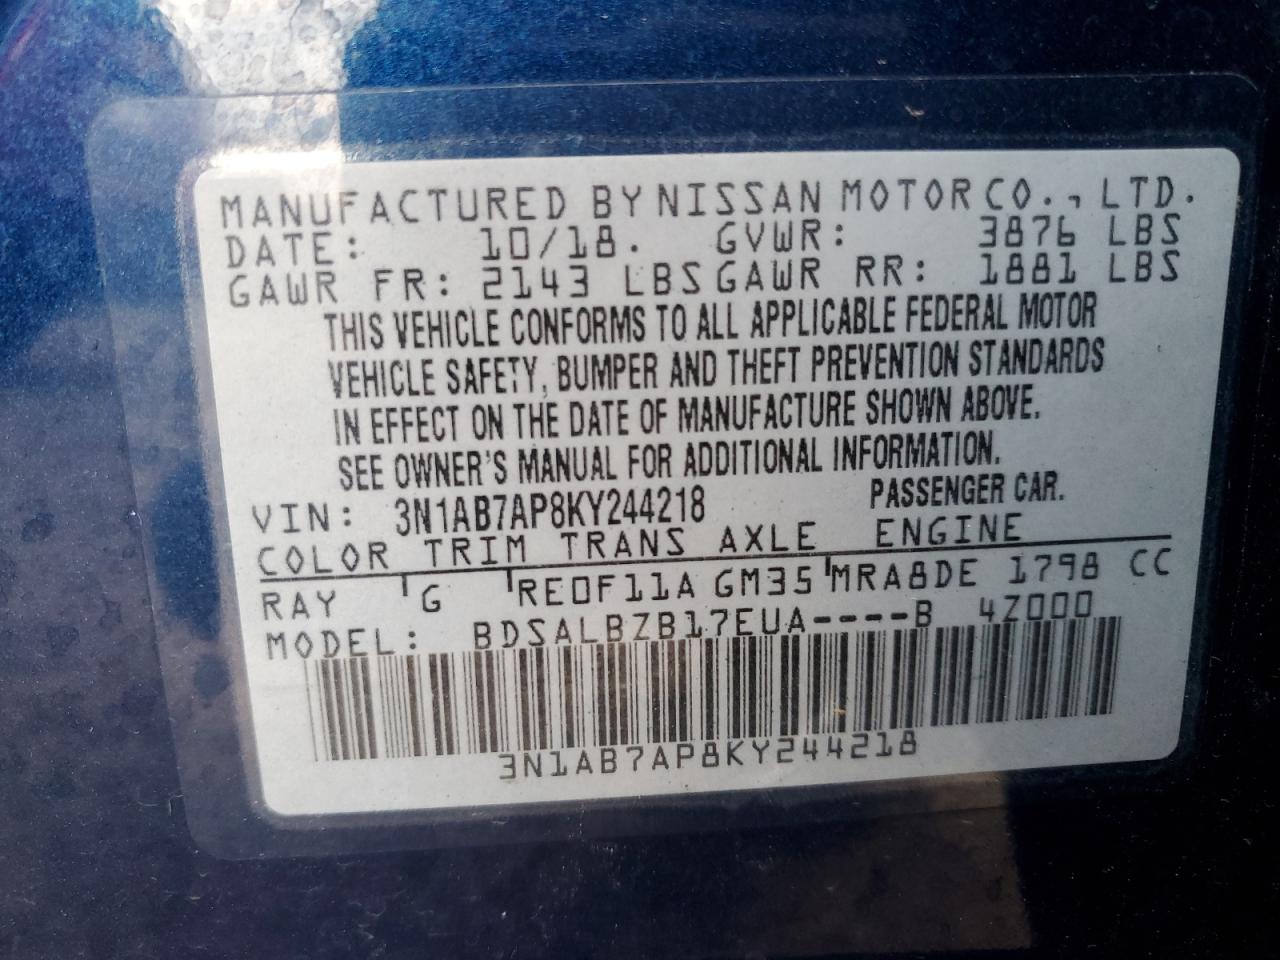 MANUFACTURED BY NISSAN MOTOR CO., LTD.
DATE: 10/18. GVWR: 3876 LBS
GAWR FR: 2143 LBS GAWR RR: 1881 LBS
THIS VEHICLE CONFORMS TO ALL APPLICABLE FEDERAL MOTOR
VEHICLE SAFETY, BUMPER AND THEFT PREVENTION STANDARDS
IN EFFECT ON THE DATE OF MANUFACTURE SHOWN ABOVE.
SEE OWNER'S MANUAL FOR ADDITIONAL INFORMATION.
VIN: 3N1AB7AP8KY244218 PASSENGER CAR.
COLOR TRIM TRANS AXLE ENGINE
RAY G RE0F11A GM35 MRA8DE 1798 CC
MODEL: BDSALBZB17EUA----B 4Z000
3N1AB7AP8KY244218